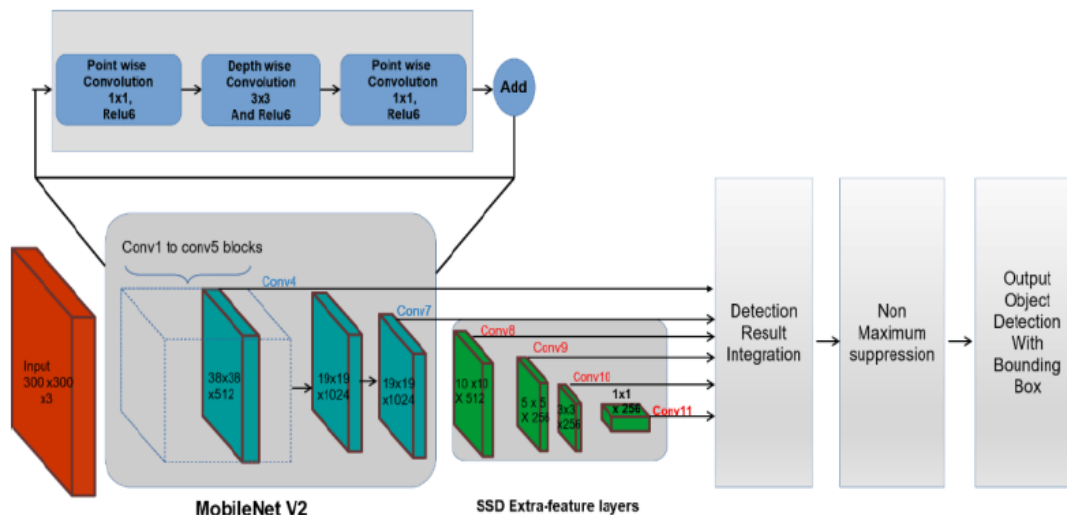 Point wise
Convolution
1x1,
Relu6
Depth wise
Convolution
3x3
And Relu6
Point wise
Convolution
1x1,
Relu6
Add
Conv1 to conv5 blocks
Conv4
Conv7
Conv8
Conv9
Conv10
Conv11
Input
300 x300
x3
38x38
x512
19x19
x1024
19x19
x1024
10 x10
X 512
5 x 5
X 256
3x3
x256
1x1
x 256
MobileNet V2
SSD Extra-feature layers
Detection
Result
Integration
Non
Maximum
suppression
Output
Object
Detection
With
Bounding
Box